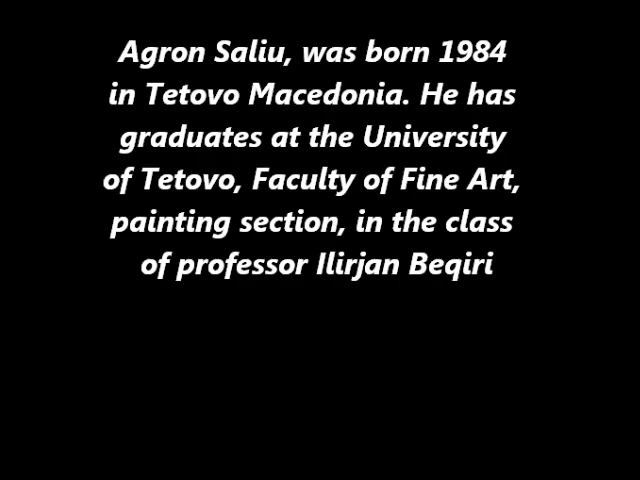 Agron Saliu, was born 1984
in Tetovo Macedonia. He has
graduates at the University
of Tetovo, Faculty of Fine Art,
painting section, in the class
of professor Ilirjan Beqiri